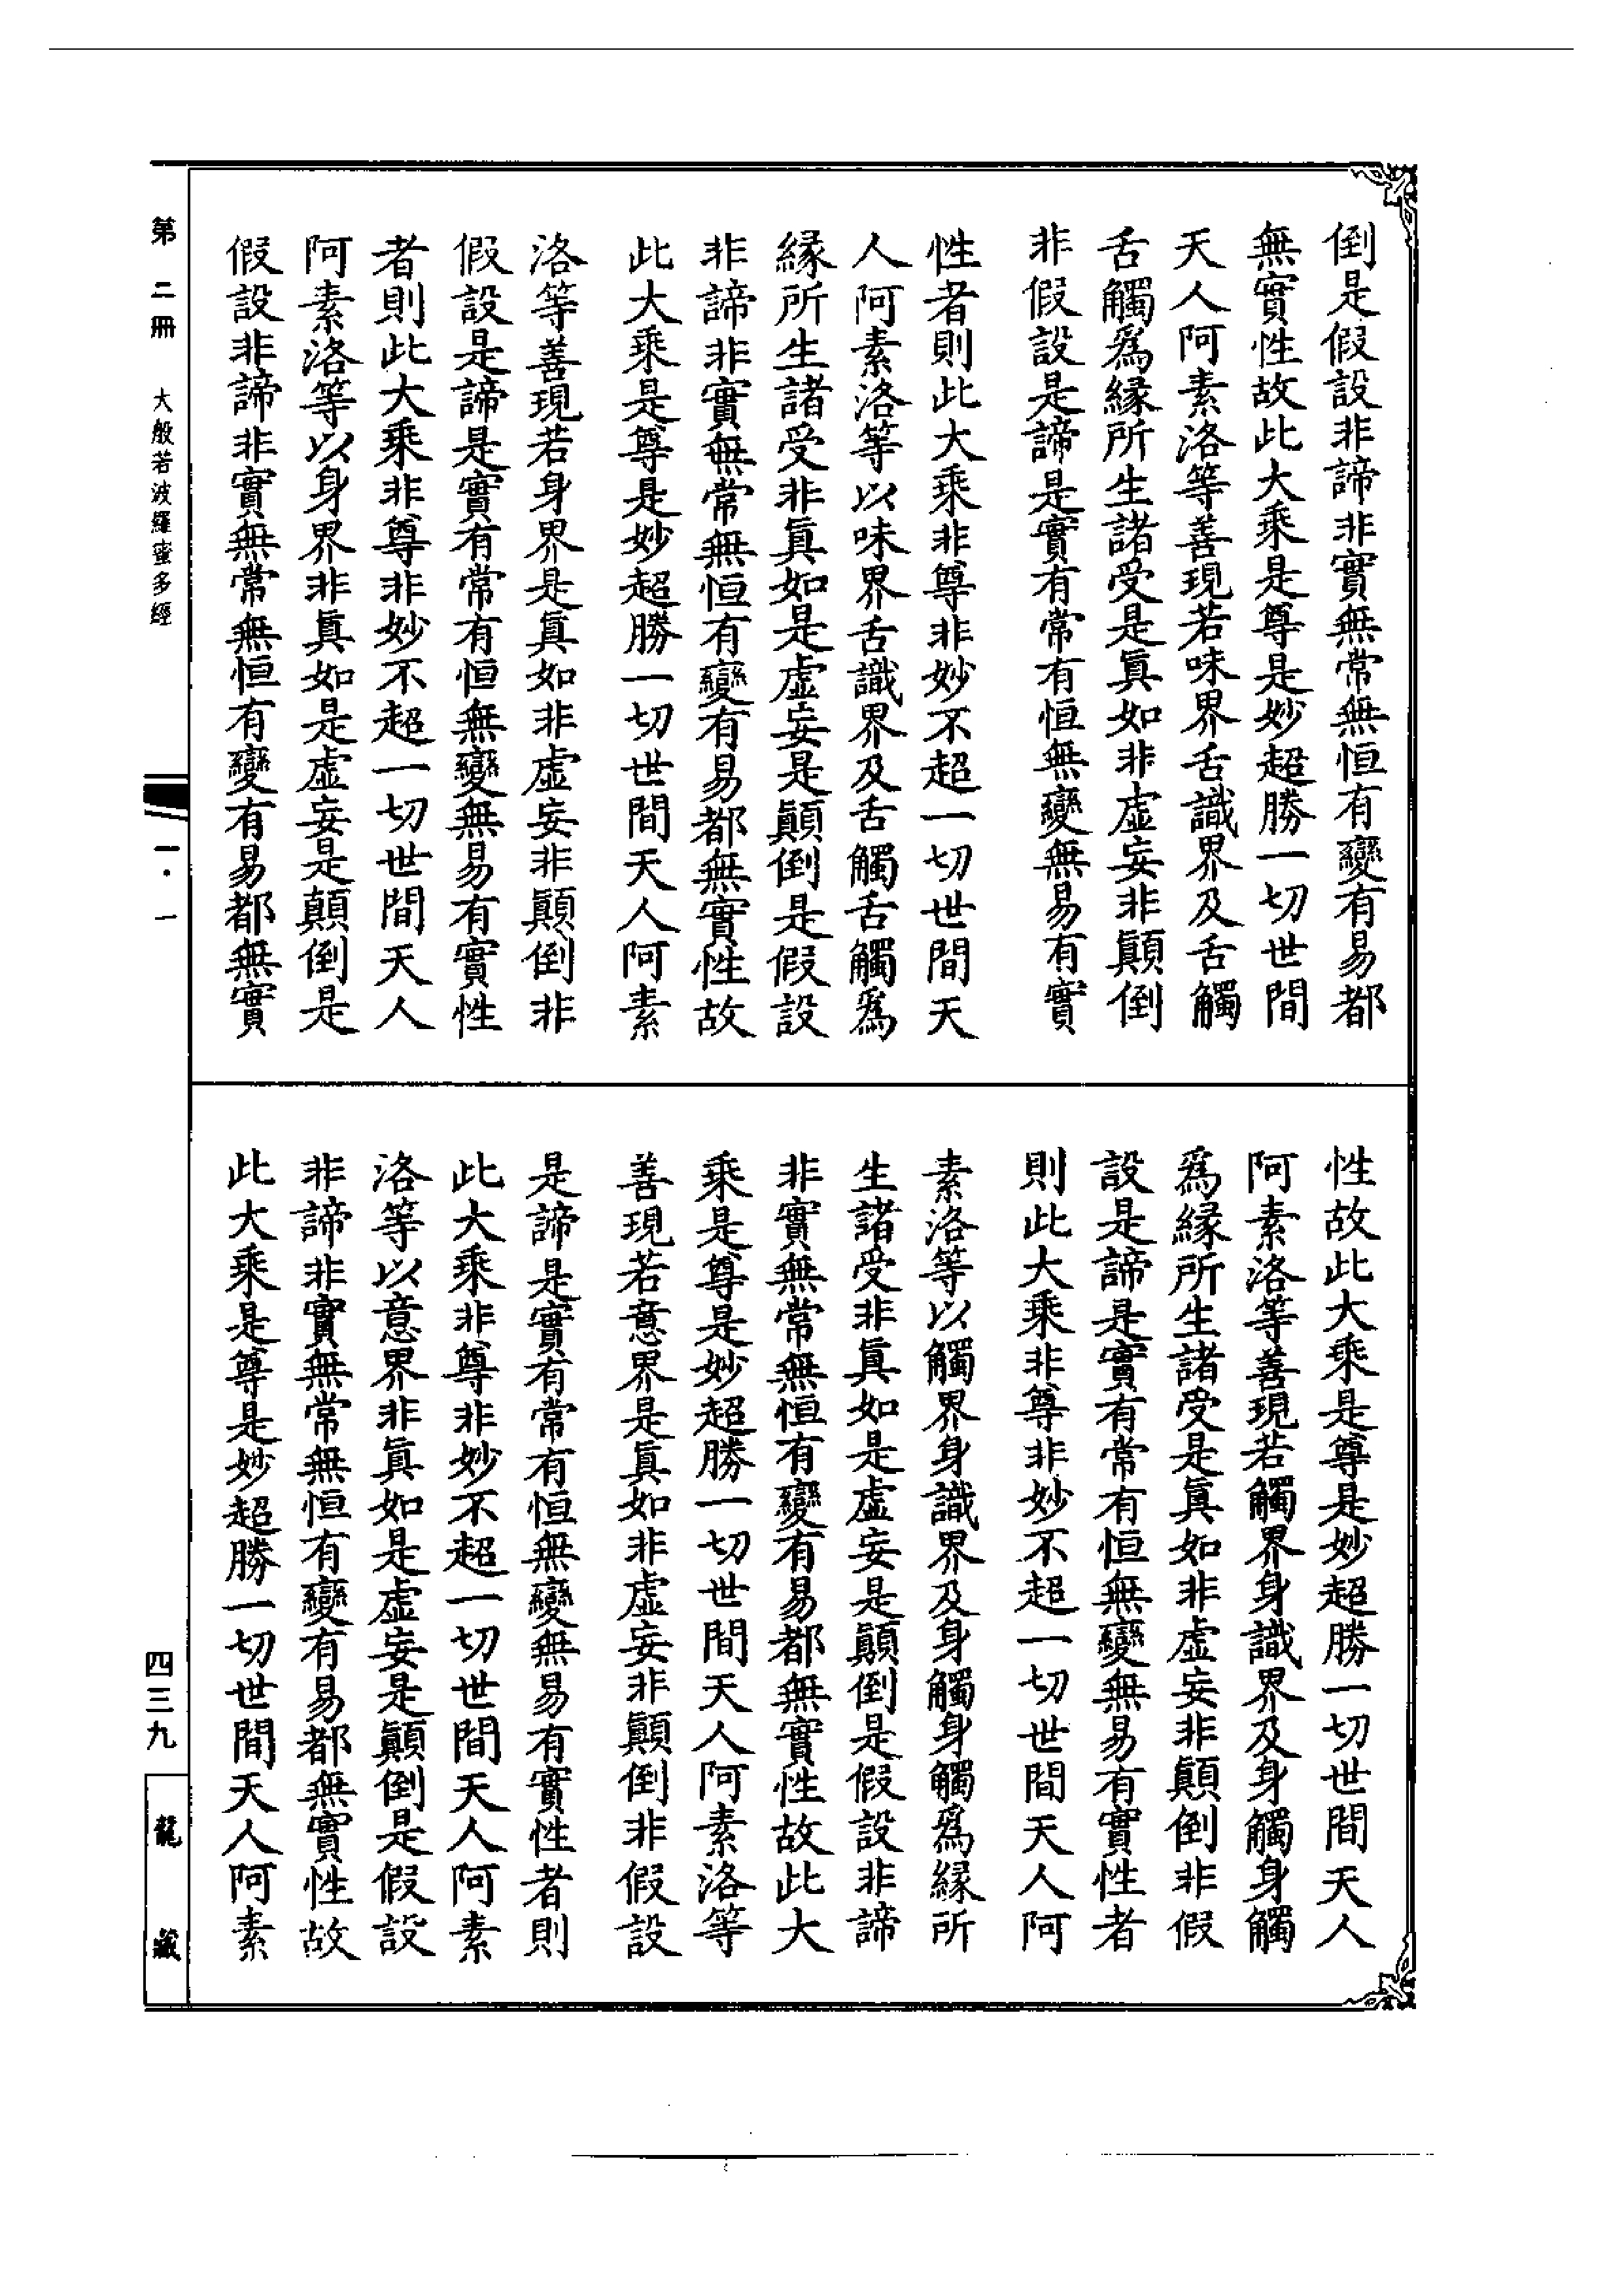 倒是假設非諦非實無常無恒有變有易都
無實性故此大乘是尊是妙超勝一切世間
天人阿素洛等善現若味界舌識界及舌觸
舌觸爲緣所生諸受是眞如非虛妄非顚倒
非假設是諦是實有常有恒無變無易有實
性者則此大乘非尊非妙不超一切世間天
人阿素洛等以味界舌識界及舌觸舌觸爲
緣所生諸受非眞如是虛妄是顚倒是假設
非諦非實無常無恒有變有易都無實性故
此大乘是尊是妙超勝一切世間天人阿素
洛等善現若身界是眞如非虛妄非顚倒非
假設是諦是實有常有恒無變無易有實性
者則此大乘非尊非妙不超一切世間天人
阿素洛等以身界非眞如是虛妄是顚倒是
假設非諦非實無常無恒有變有易都無實
性故此大乘是尊是妙超勝一切世間天人
阿素洛等善現若觸界身識界及身觸身觸
爲緣所生諸受是眞如非虛妄非顚倒非假
設是諦是實有常有恒無變無易有實性者
則此大乘非尊非妙不超一切世間天人阿
素洛等以觸界身識界及身觸身觸爲緣所
生諸受非眞如是虛妄是顚倒是假設非諦
非實無常無恒有變有易都無實性故此大
乘是尊是妙超勝一切世間天人阿素洛等
善現若意界是眞如非虛妄非顚倒非假設
是諦是實有常有恒無變無易有實性者則
此大乘非尊非妙不超一切世間天人阿素
洛等以意界非眞如是虛妄是顚倒是假設
非諦非實無常無恒有變有易都無實性故
此大乘是尊是妙超勝一切世間天人阿素
第二冊 大般若波羅蜜多經
一·一
四三九
龍藏